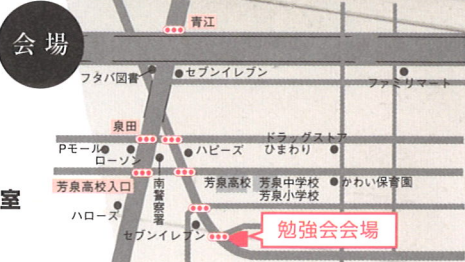 会場
青江
フタバ図書
セブンイレブン
ファミリマート
泉田
Pモール
ローソン
ハピーズ
ドラッグストア
ひまわり
芳泉高校入口
南警察署
芳泉高校
芳泉中学校
芳泉小学校
かわい保育園
ハローズ
室
セブンイレブン
勉強会会場